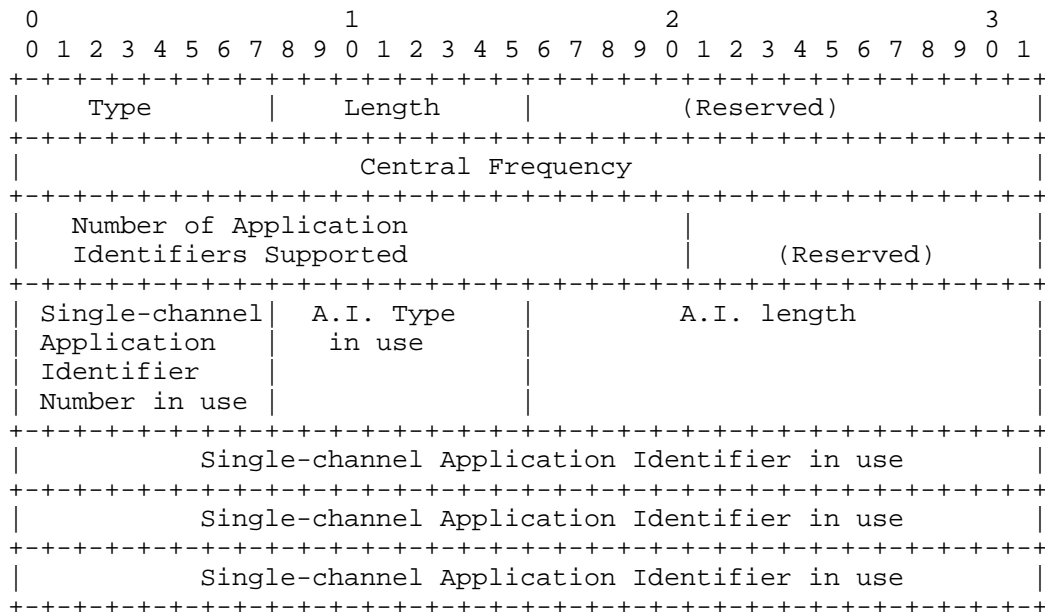 0                   1                   2                   3
 0 1 2 3 4 5 6 7 8 9 0 1 2 3 4 5 6 7 8 9 0 1 2 3 4 5 6 7 8 9 0 1
+-+-+-+-+-+-+-+-+-+-+-+-+-+-+-+-+-+-+-+-+-+-+-+-+-+-+-+-+-+-+-+-+
|    Type       |    Length     |         (Reserved)            |
+-+-+-+-+-+-+-+-+-+-+-+-+-+-+-+-+-+-+-+-+-+-+-+-+-+-+-+-+-+-+-+-+
|                     Central Frequency                         |
+-+-+-+-+-+-+-+-+-+-+-+-+-+-+-+-+-+-+-+-+-+-+-+-+-+-+-+-+-+-+-+-+
|   Number of Application                 |                     |
|   Identifiers Supported                 |     (Reserved)      |
+-+-+-+-+-+-+-+-+-+-+-+-+-+-+-+-+-+-+-+-+-+-+-+-+-+-+-+-+-+-+-+-+
| Single-channel|  A.I. Type    |         A.I. length           |
| Application   |   in use      |                               |
| Identifier    |               |                               |
| Number in use |               |                               |
+-+-+-+-+-+-+-+-+-+-+-+-+-+-+-+-+-+-+-+-+-+-+-+-+-+-+-+-+-+-+-+-+
|           Single-channel Application Identifier in use        |
+-+-+-+-+-+-+-+-+-+-+-+-+-+-+-+-+-+-+-+-+-+-+-+-+-+-+-+-+-+-+-+-+
|           Single-channel Application Identifier in use        |
+-+-+-+-+-+-+-+-+-+-+-+-+-+-+-+-+-+-+-+-+-+-+-+-+-+-+-+-+-+-+-+-+
|           Single-channel Application Identifier in use        |
+-+-+-+-+-+-+-+-+-+-+-+-+-+-+-+-+-+-+-+-+-+-+-+-+-+-+-+-+-+-+-+-+